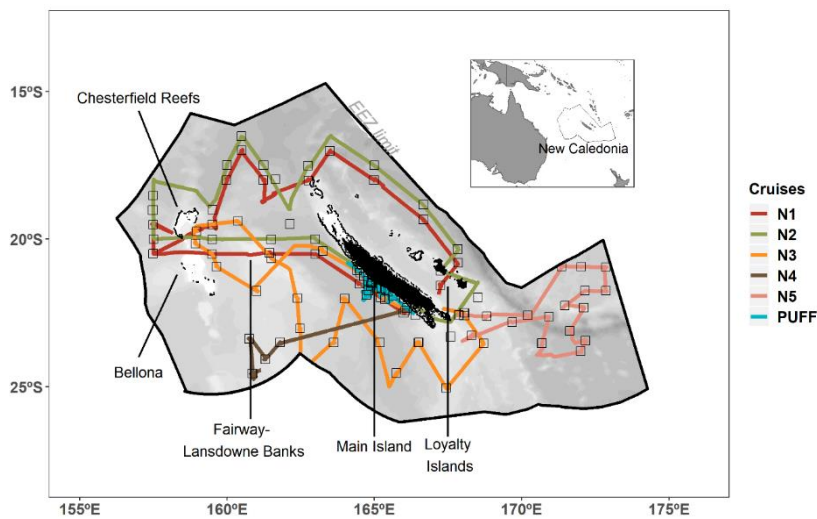 15ºS
20ºS
25ºS
155ºE
160ºE
165ºE
170ºE
175ºE
Chesterfield Reefs
EEZ limit
New Caledonia
Bellona
Fairway-
Lansdowne Banks
Main Island
Loyalty
Islands
Cruises
N1
N2
N3
N4
N5
PUFF